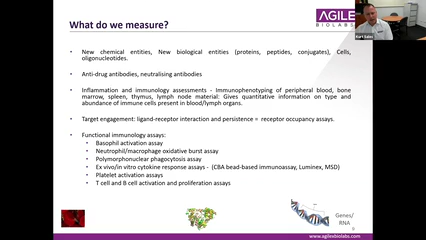 What do we measure?
AGILEX
BIOLABS
Kurt Sales
• New chemical entities, New biological entities (proteins, peptides, conjugates), Cells,
oligonucleotides.
• Anti-drug antibodies, neutralising antibodies
• Inflammation and immunology assessments - Immunophenotyping of peripheral blood, bone
marrow, spleen, thymus, lymph node material: Gives quantitative information on type and
abundance of immune cells present in blood/lymph organs.
• Target engagement: ligand-receptor interaction and persistence = receptor occupancy assays.
• Functional immunology assays:
• Basophil activation assay
• Neutrophil/macrophage oxidative burst assay
• Polymorphonuclear phagocytosis assay
• Ex vivo/in vitro cytokine response assays - (CBA bead-based immunoassay, Luminex, MSD)
• Platelet activation assays
• T cell and B cell activation and proliferation assays
Genes/
RNA
www.agilexbiolabs.com